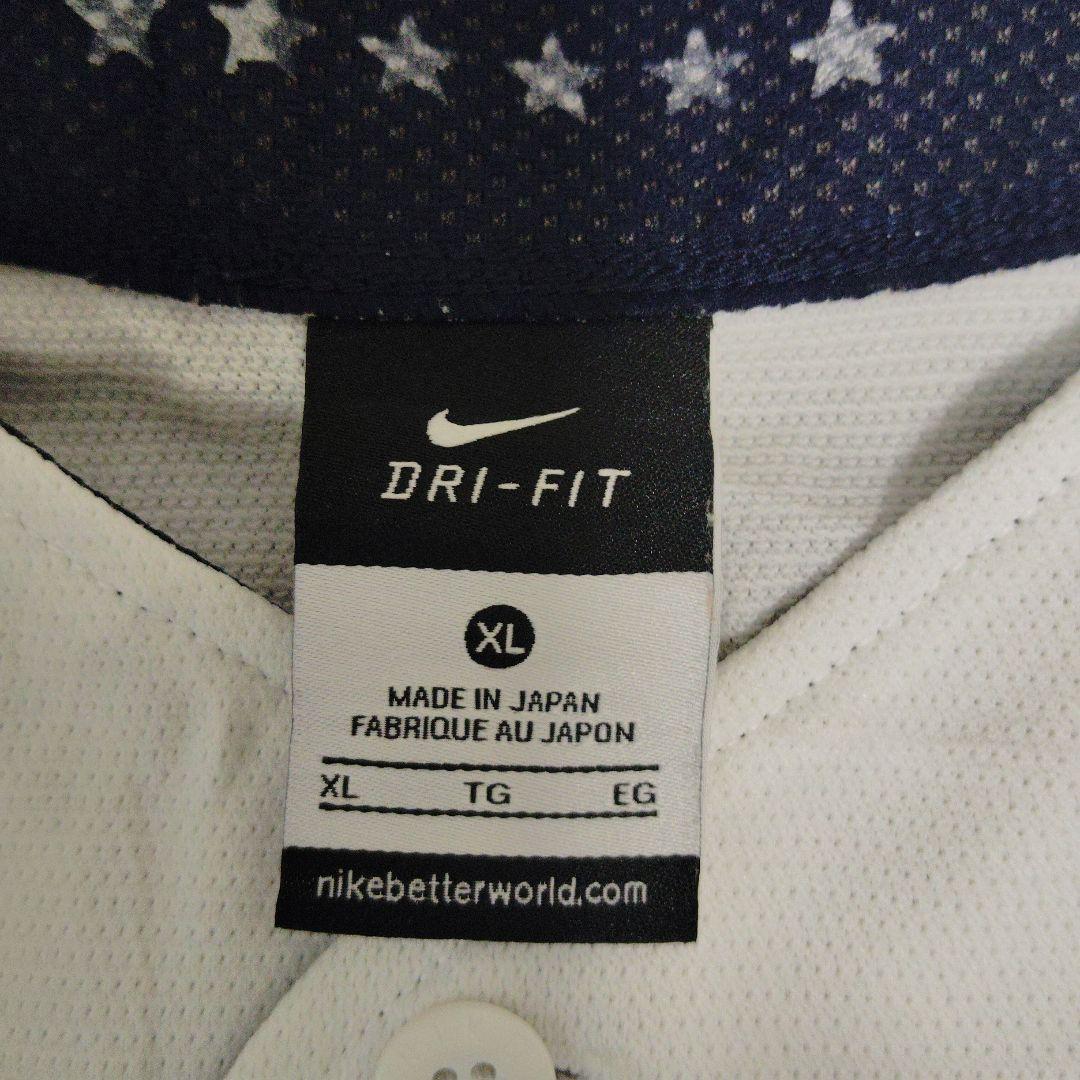 DRI-FIT
XL
MADE IN JAPAN
FABRIQUE AU JAPON
XL TG EG
nikebetterworld.com